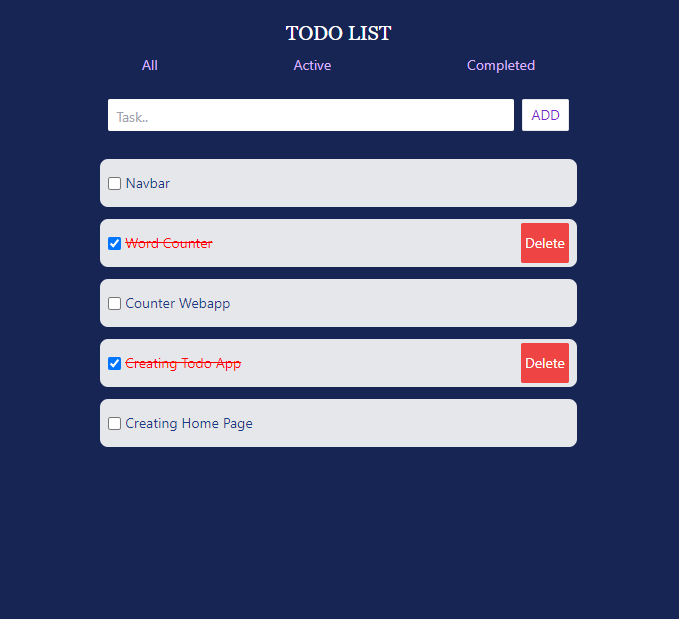 TODO LIST
All Active Completed
Task.. ADD
Navbar
Word Counter Delete
Counter Webapp
Creating Todo App Delete
Creating Home Page